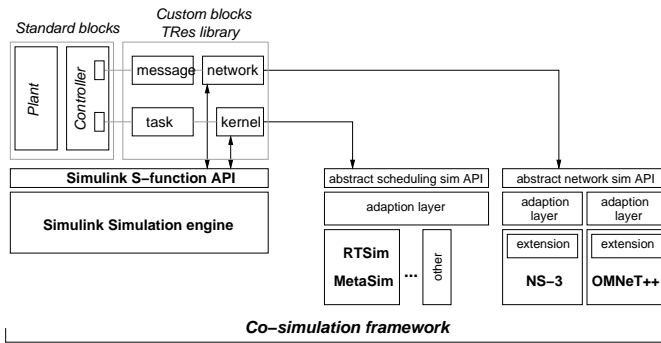 Standard blocks
Custom blocks
TRes library
Plant
Controller
message
network
task
kernel
Simulink S−function API
Simulink Simulation engine
abstract scheduling sim API
adaption layer
RTSim
MetaSim
...
other
abstract network sim API
adaption
layer
adaption
layer
extension
extension
NS−3
OMNeT++
Co−simulation framework